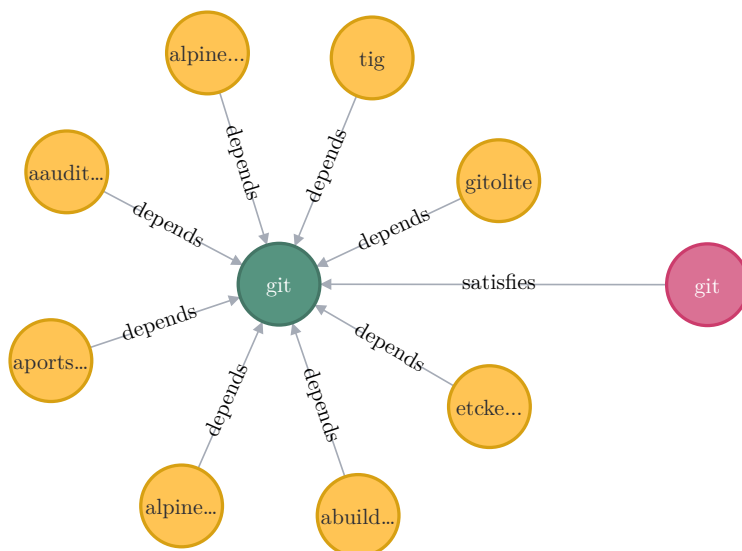 alpine...
tig
depends
depends
aaudit...
gitolite
depends
depends
git
satisfies
git
depends
aports...
depends
depends
depends
etcke...
alpine...
abuild...